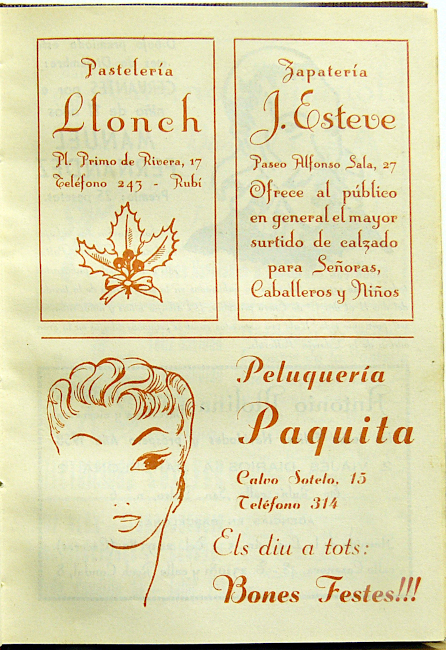 Pastelería
Llonch
Pl. Primo de Rivera, 17
Teléfono 243 - Rubí
Zapatería
J. Esteve
Paseo Alfonso Sala, 27
Ofrece al público
en general el mayor
surtido de calzado
para Señoras,
Caballeros y Niños
Peluquería
Paquita
Calvo Sotelo, 15
Teléfono 314
Els diu a tots:
Bones Festes!!!